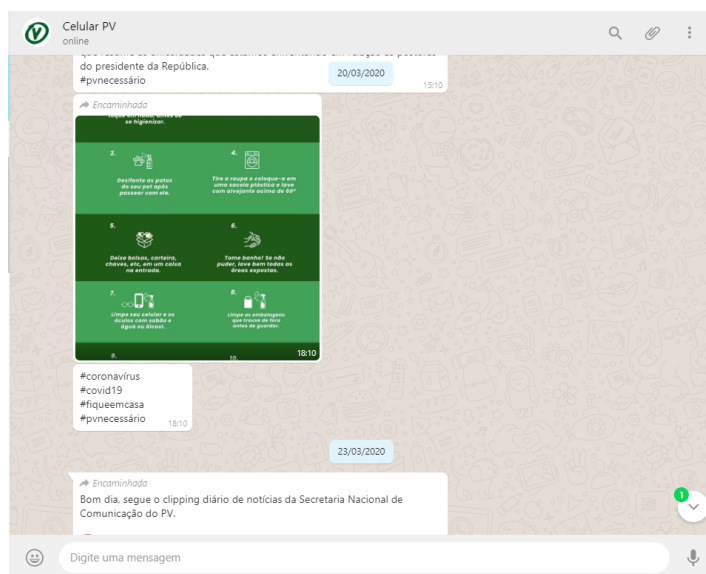 Celular PV
online
do presidente da República.
#pvnecessário
15:10
20/03/2020
Encaminhada
se higienizar.
3.
Desifente as patas
do seu pet após
passear com ele.
4.
Tire a roupa e coloque-a em
uma sacola plástica e lave
com alvejante acima de 60°
5.
Deixe bolsas, carteira,
chaves, etc, em um caixa
na entrada.
6.
Tome banho! Se não
puder, lave bem todas as
áreas expostas.
7.
Limpe seu celular e os
óculos com sabão e
água ou álcool.
8.
Limpe as embalagens
que trouxe de fora
antes de guardar.
9.
10.
18:10
#coronavírus
#covid19
#fiqueemcasa
#pvnecessário
18:10
23/03/2020
Encaminhada
Bom dia, segue o clipping diário de notícias da Secretaria Nacional de
Comunicação do PV.
1
Digite uma mensagem